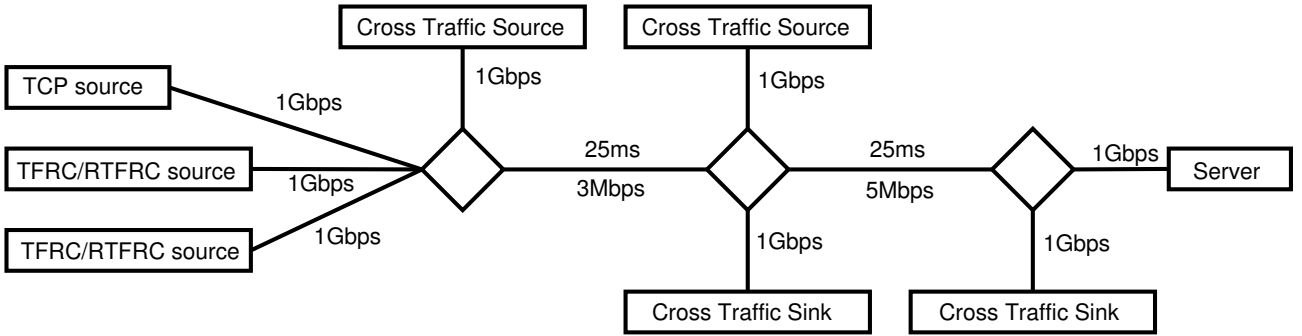 Cross Traffic Source
Cross Traffic Source
1Gbps
1Gbps
TCP source
1Gbps
TFRC/RTFRC source
1Gbps
25ms
3Mbps
25ms
5Mbps
1Gbps
Server
TFRC/RTFRC source
1Gbps
1Gbps
1Gbps
Cross Traffic Sink
Cross Traffic Sink